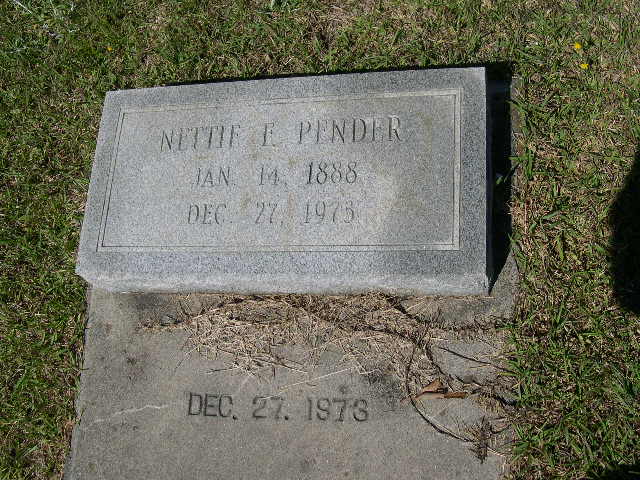 NETTIE E. PENDER
JAN. 14, 1888
DEC. 27, 1973
DEC. 27. 1973